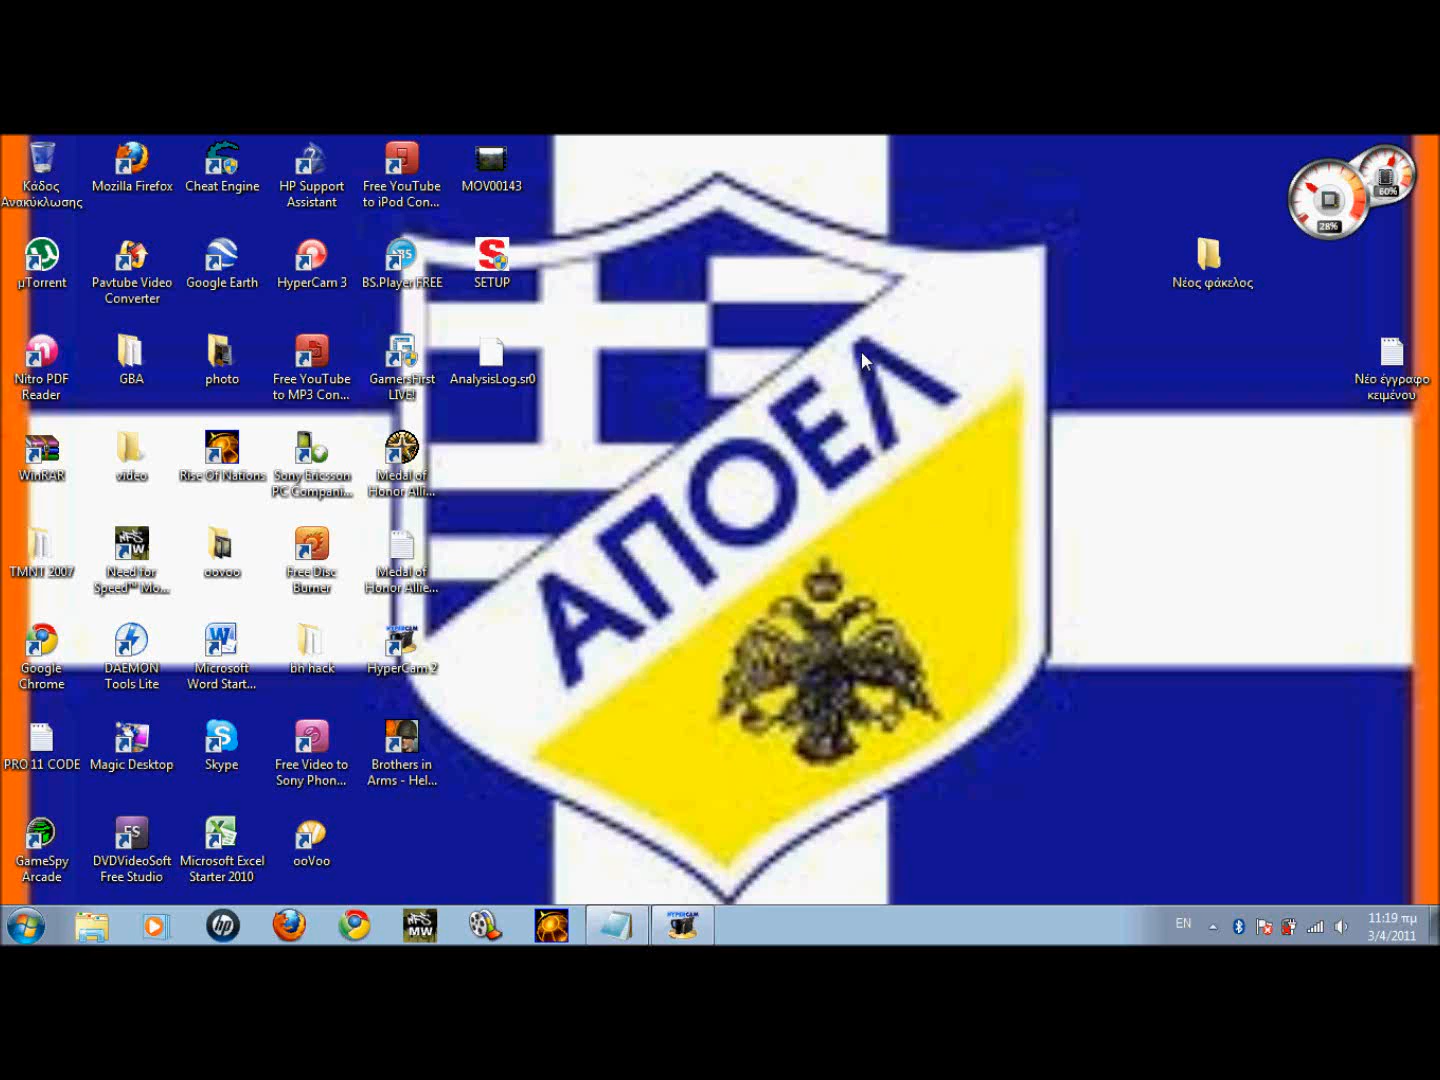 Κάδος
Ανακύκλωσης
Mozilla Firefox
Cheat Engine
HP Support
Assistant
Free YouTube
to iPod Con...
MOV00143
µTorrent
Pavtube Video
Converter
Google Earth
HyperCam 3
BS.Player FREE
SETUP
Nitro PDF
Reader
GBA
photo
Free YouTube
to MP3 Con...
GamersFirst
LIVE!
AnalysisLog.sr0
WinRAR
video
Rise Of Nations
Sony Ericsson
PC Compani...
Medal of
Honor Alli...
TMNT 2007
Need for
Speed™ Mo...
oovoo
Free Disc
Burner
Medal of
Honor Allie...
Google
Chrome
DAEMON
Tools Lite
Microsoft
Word Start...
bh hack
HyperCam 2
PRO 11 CODE
Magic Desktop
Skype
Free Video to
Sony Phon...
Brothers in
Arms - Hel...
GameSpy
Arcade
DVDVideoSoft
Free Studio
Microsoft Excel
Starter 2010
ooVoo
ΑΠΟΕΛ
28%
60%
Νέος φάκελος
Νέο έγγραφο
κειμένου
EN
11:19 πμ
3/4/2011